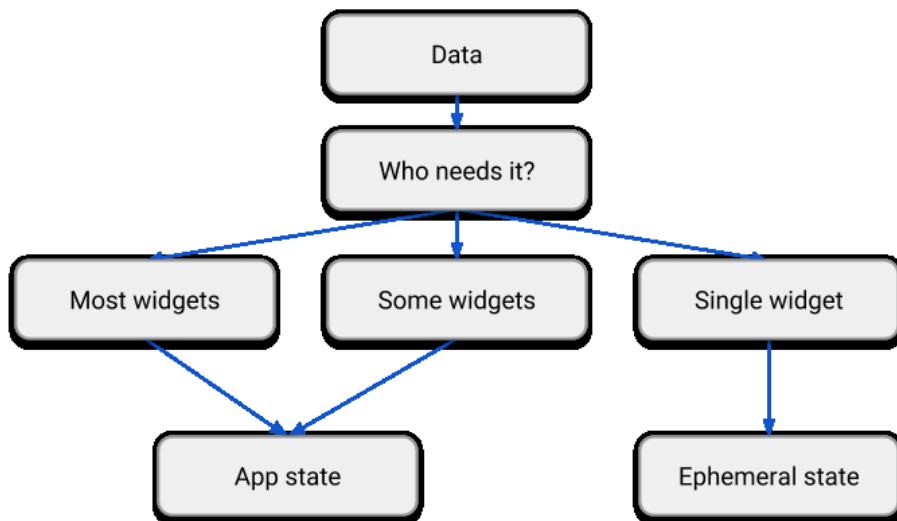 Data
Who needs it?
Most widgets
Some widgets
Single widget
App state
Ephemeral state